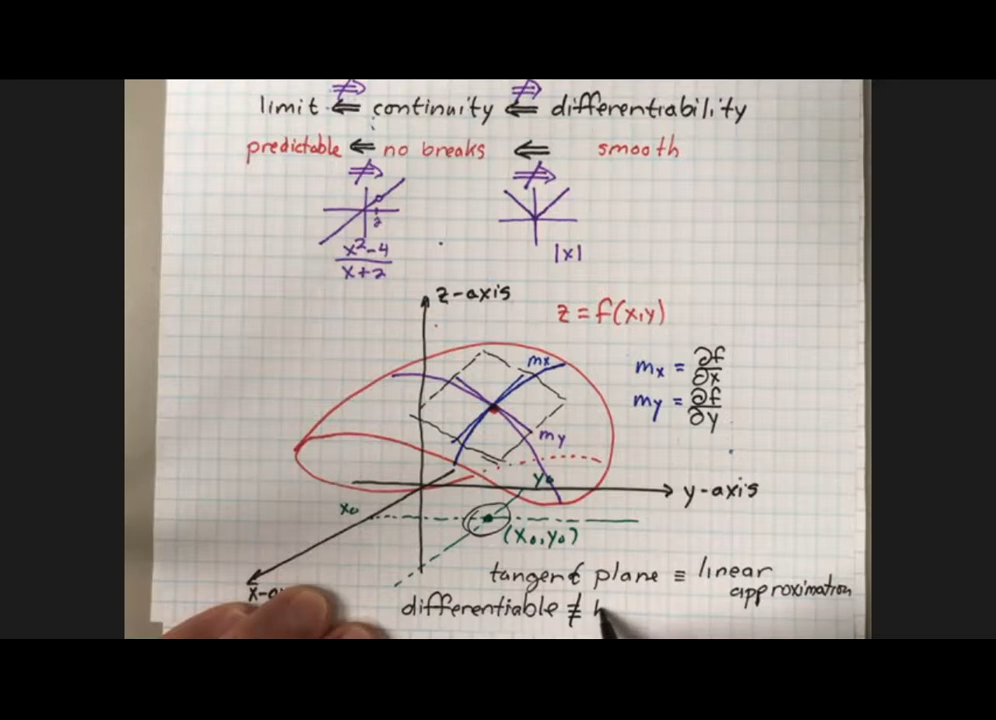 ⇏ ⇏
limit ⇐ continuity ⇐ differentiability
predictable ⇐ no breaks ⇐ smooth
⇏ ⇏
2
x²-4
x+2
|x|
z-axis
z = f(x,y)
mx
mx = ∂f/∂x
my = ∂f/∂y
my
y₀
y-axis
x₀
(x₀,y₀)
tangent plane ≡ linear
approximation
differentiable ≢